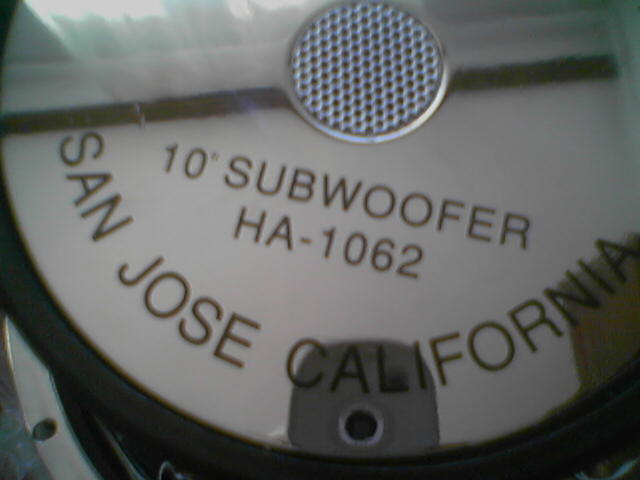 10" SUBWOOFER
HA-1062
SAN JOSE CALIFORNIA